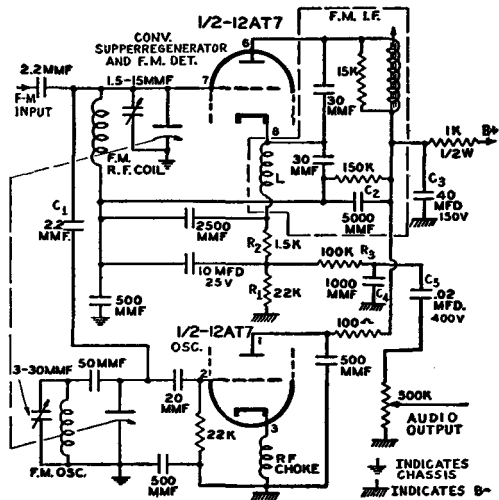 1/2-12AT7
F.M. I.F.
CONV.
SUPPERREGENERATOR
AND F.M. DET.
6
2.2MMF
1.5-15MMF
7
15K
F-M
INPUT
30
MMF
F.M.
R.F. COIL.
8
1K
B+
1/2W
30
MMF
L
150K
C3
40
MFD
150V
C1
2.2
MMF.
C2
5000
MMF
2500
MMF
R2
1.5K
100K
R3
10 MFD
25V
R1
22K
1000
MMF
C4
C5
.02
MFD.
400V
500
MMF
1/2-12AT7
OSC.
1
100~
500
MMF
3-30MMF
50MMF
2
20
MMF
500K
AUDIO
OUTPUT
22K
3
RF
CHOKE
F.M. OSC.
500
MMF
INDICATES
CHASSIS
INDICATES B-